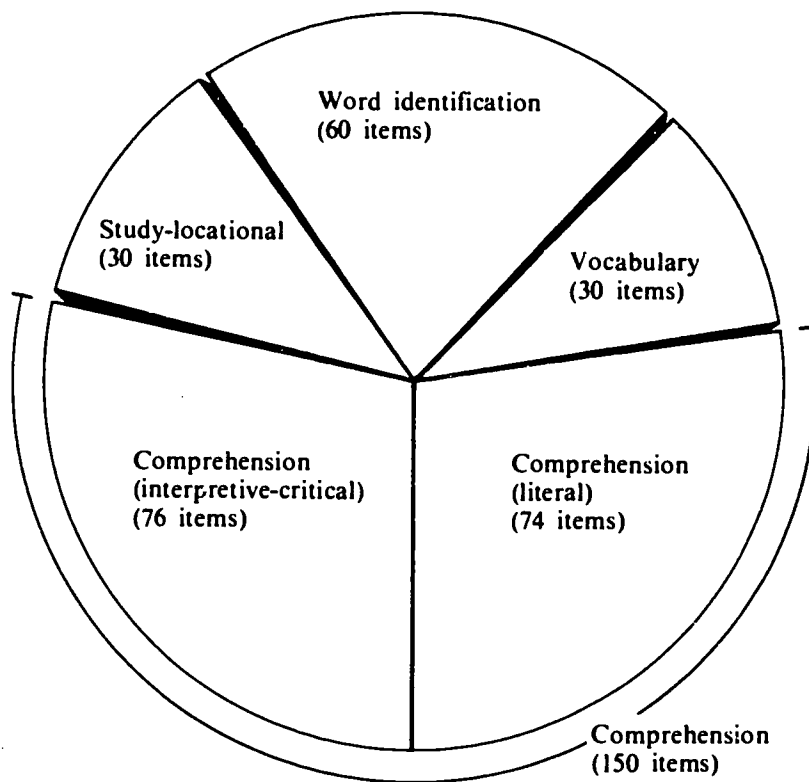 Word identification
(60 items)
Study-locational
(30 items)
Vocabulary
(30 items)
Comprehension
(interpretive-critical)
(76 items)
Comprehension
(literal)
(74 items)
Comprehension
(150 items)